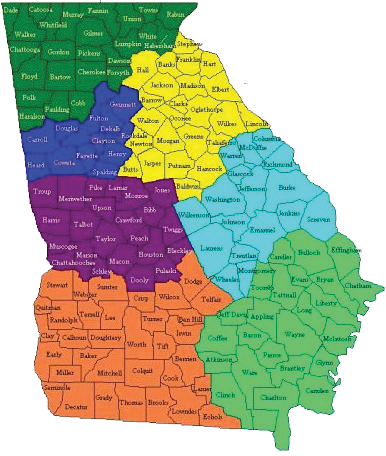 Dade
Catoosa
Murray
Fannin
Towns
Union
Rabun
Whitfield
White
Walker
Gilmer
Lumpkin
Habersham
Stephens
Chattooga
Gordon
Pickens
Dawson
Floyd
Bartow
Cherokee
Forsyth
Hall
Banks
Franklin
Hart
Polk
Paulding
Cobb
Jackson
Madison
Elbert
Haralson
Gwinnett
Barrow
Clarke
Oglethorpe
Fulton
Douglas
Dekalb
Walton
Oconee
Wilkes
Lincoln
Carroll
Clayton
Rockdale
Newton
Morgan
Greene
Taliaferro
Columbia
McDuffie
Fayette
Henry
Warren
Richmond
Heard
Coweta
Spalding
Butts
Jasper
Putnam
Hancock
Glascock
Troup
Pike
Lamar
Monroe
Jones
Baldwin
Jefferson
Burke
Meriwether
Washington
Upson
Bibb
Wilkinson
Jenkins
Harris
Talbot
Crawford
Twiggs
Johnson
Screven
Taylor
Peach
Emanuel
Muscogee
Houston
Bleckley
Laurens
Marion
Macon
Treutlen
Candler
Bulloch
Effingham
Chattahoochee
Schley
Dooly
Pulaski
Wheeler
Montgomery
Stewart
Webster
Sumter
Crisp
Wilcox
Dodge
Telfair
Toombs
Tattnall
Evans
Bryan
Chatham
Quitman
Randolph
Terrell
Lee
Turner
Ben Hill
Jeff Davis
Appling
Long
Liberty
Clay
Calhoun
Doughtery
Worth
Tift
Irwin
Coffee
Bacon
Wayne
McIntosh
Early
Baker
Berrien
Atkinson
Pierce
Glynn
Miller
Mitchell
Colquit
Cook
Ware
Brantley
Seminole
Grady
Thomas
Brooks
Lanier
Clinch
Charlton
Camden
Decatur
Lowndes
Echols